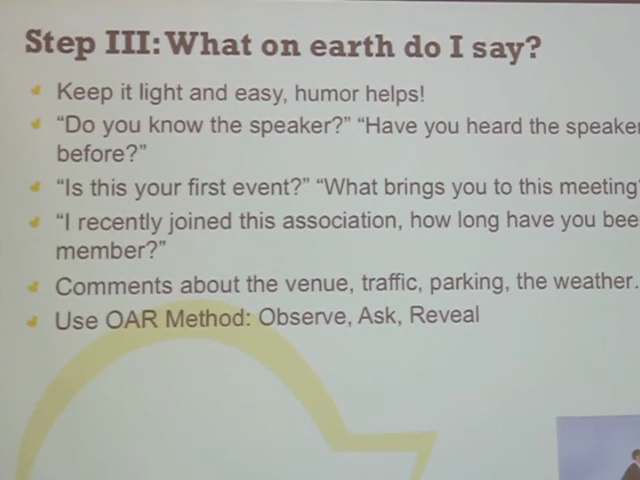 Step III: What on earth do I say?
Keep it light and easy, humor helps!
"Do you know the speaker?" "Have you heard the speaker
before?"
"Is this your first event?" "What brings you to this meeting?
"I recently joined this association, how long have you bee
member?"
Comments about the venue, traffic, parking, the weather.
Use OAR Method: Observe, Ask, Reveal